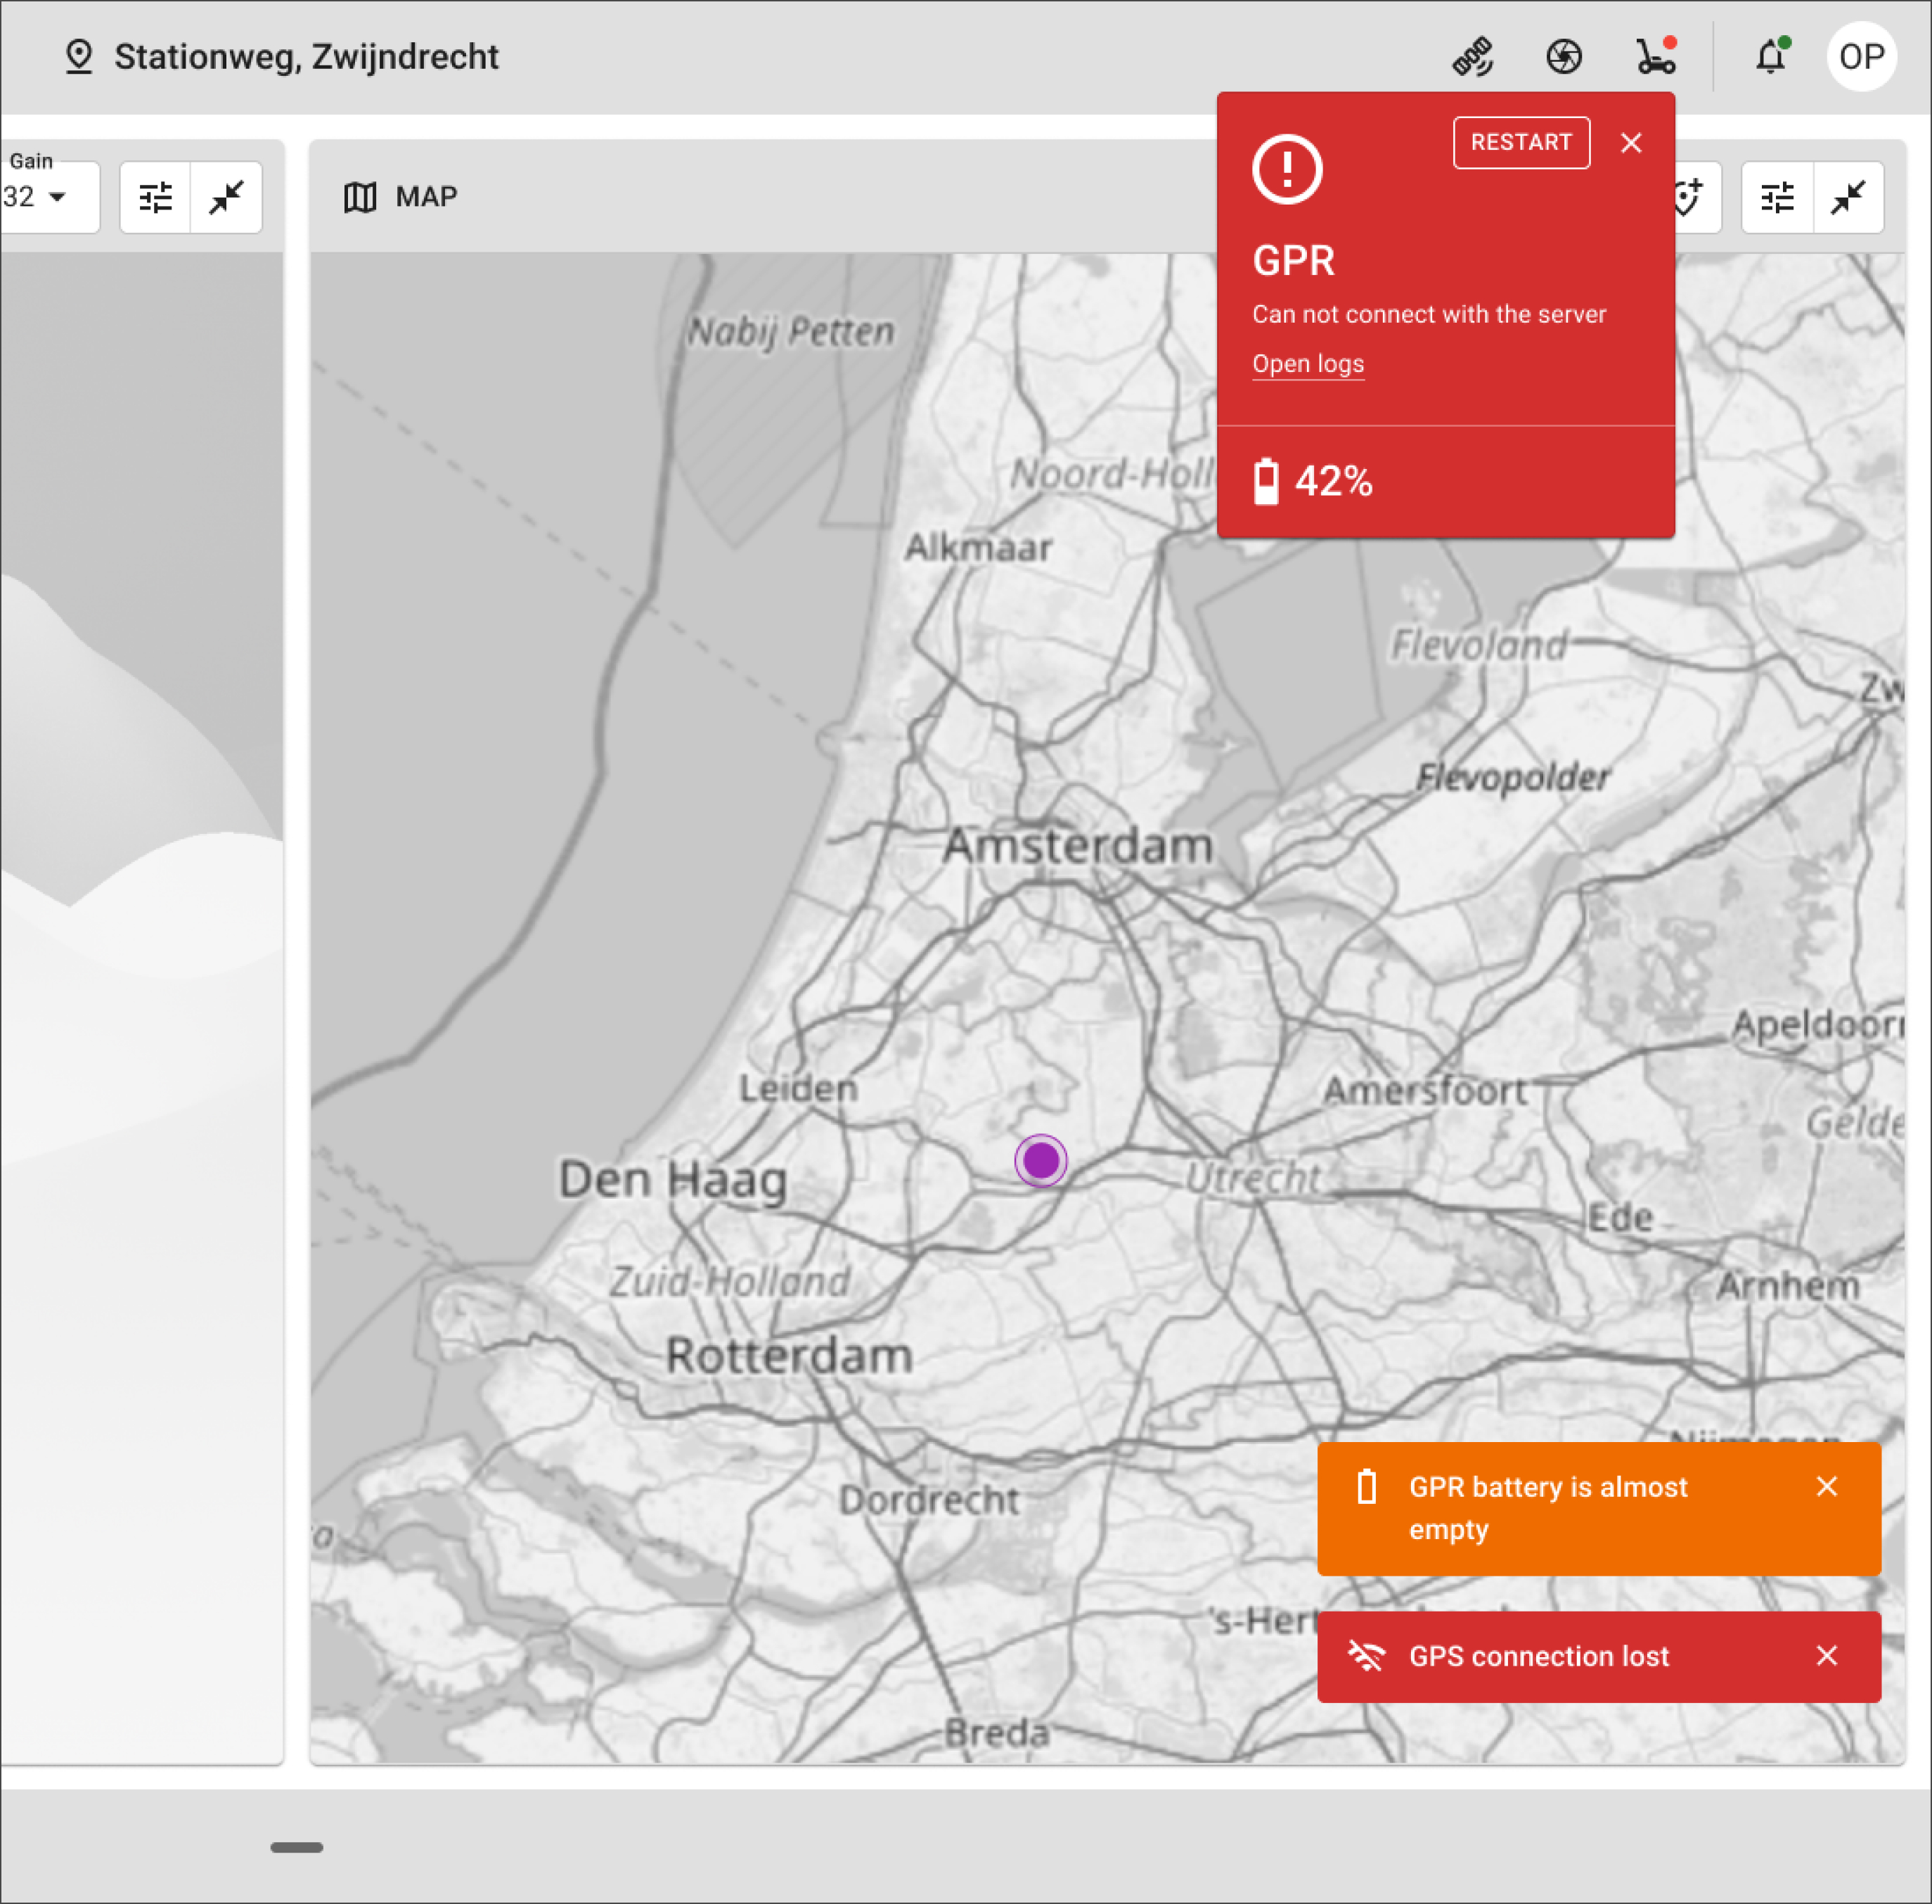 Stationweg, Zwijndrecht
OP
Gain
32
MAP
RESTART
GPR
Can not connect with the server
Open logs
42%
Nabij Petten
Noord-Holl
Alkmaar
Flevoland
Zw
Flevopolder
Amsterdam
Apeldoorn
Leiden
Amersfoort
Gelde
Den Haag
Utrecht
Ede
Zuid-Holland
Arnhem
Rotterdam
Dordrecht
GPR battery is almost
empty
's-Hert
GPS connection lost
Breda